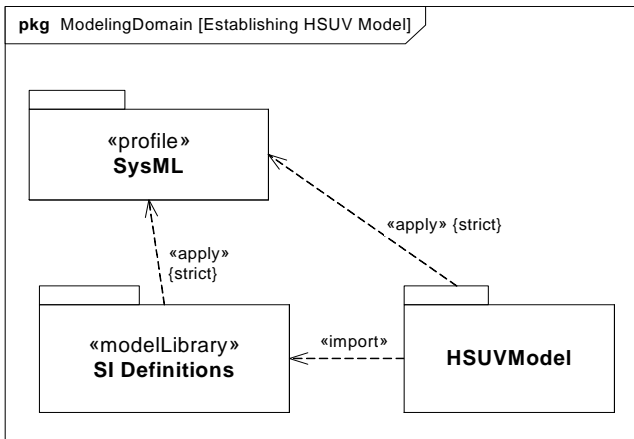 pkg ModelingDomain [Establishing HSUV Model]
«profile»
SysML
«apply» {strict}
«apply»
{strict}
«modelLibrary»
SI Definitions
«import»
HSUVModel